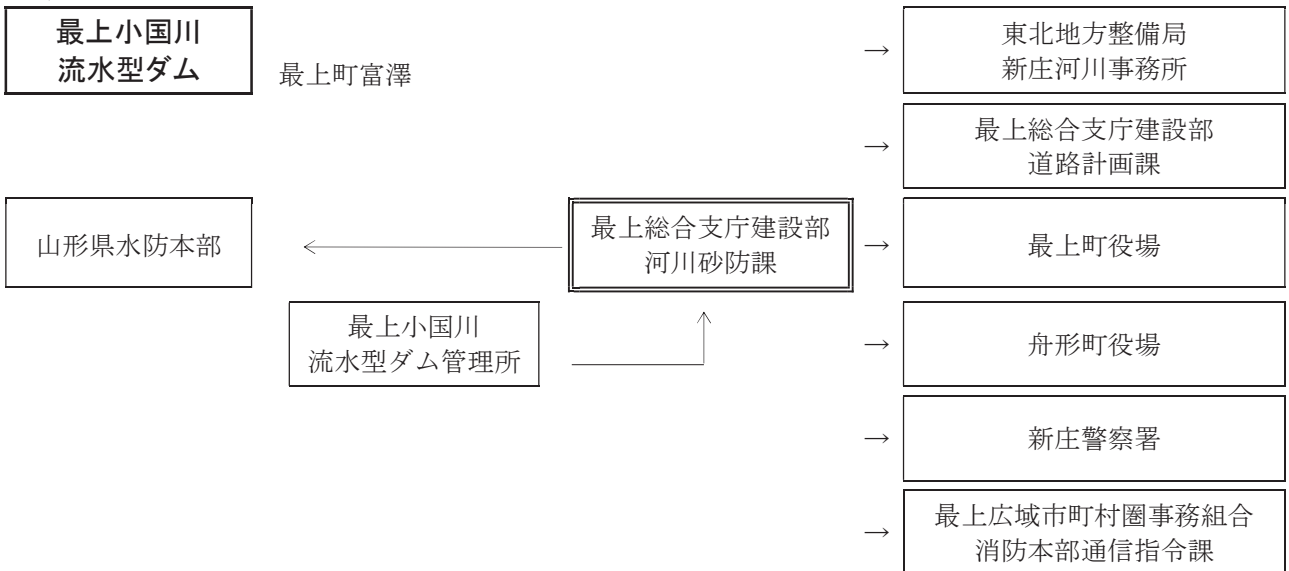 最上小国川
流水型ダム
最上町富澤
→
東北地方整備局
新庄河川事務所
→
最上総合支庁建設部
道路計画課
山形県水防本部
←
最上総合支庁建設部
河川砂防課
→
最上町役場
最上小国川
流水型ダム管理所
→
舟形町役場
→
新庄警察署
→
最上広域市町村圏事務組合
消防本部通信指令課